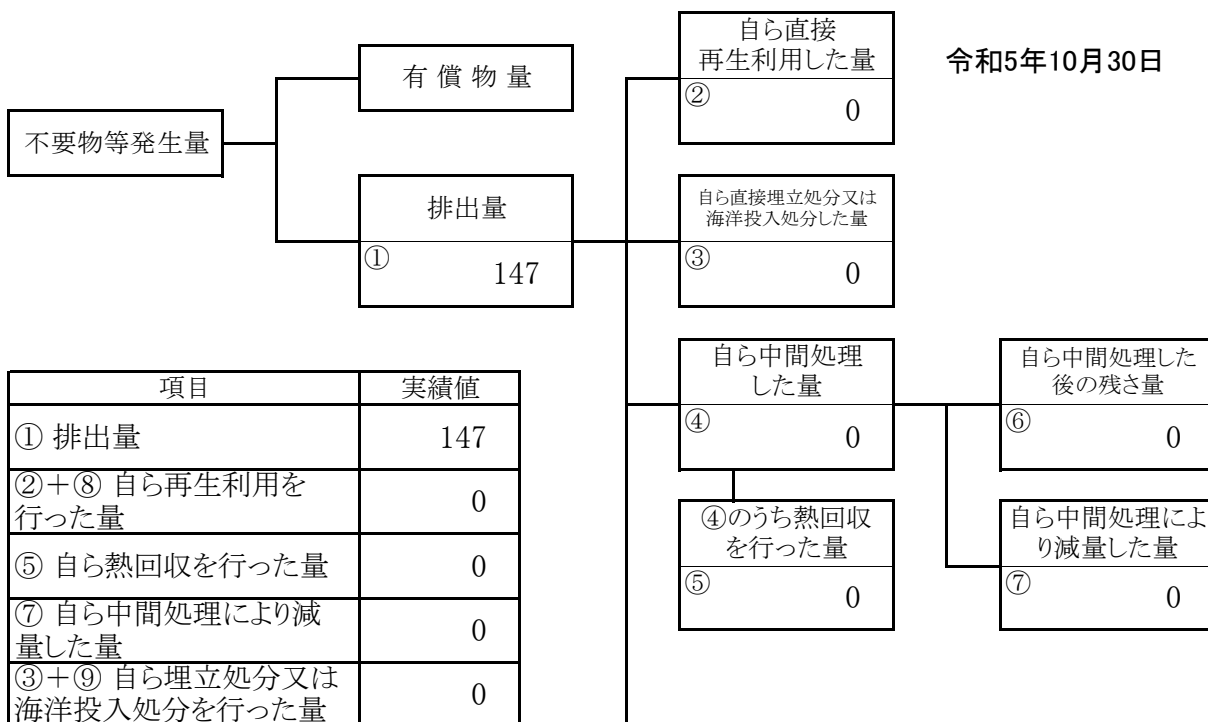 自ら直接
再生利用した量
②
0
令和5年10月30日
有償物量
不要物等発生量
排出量
①
147
自ら直接埋立処分又は
海洋投入処分した量
③
0
自ら中間処理
した量
④
0
自ら中間処理した
後の残さ量
⑥
0
④のうち熱回収
を行った量
⑤
0
自ら中間処理によ
り減量した量
⑦
0
項目 実績値
① 排出量 147
②+⑧ 自ら再生利用を
行った量 0
⑤ 自ら熱回収を行った量 0
⑦ 自ら中間処理により減
量した量 0
③+⑨ 自ら埋立処分又は
海洋投入処分を行った量 0